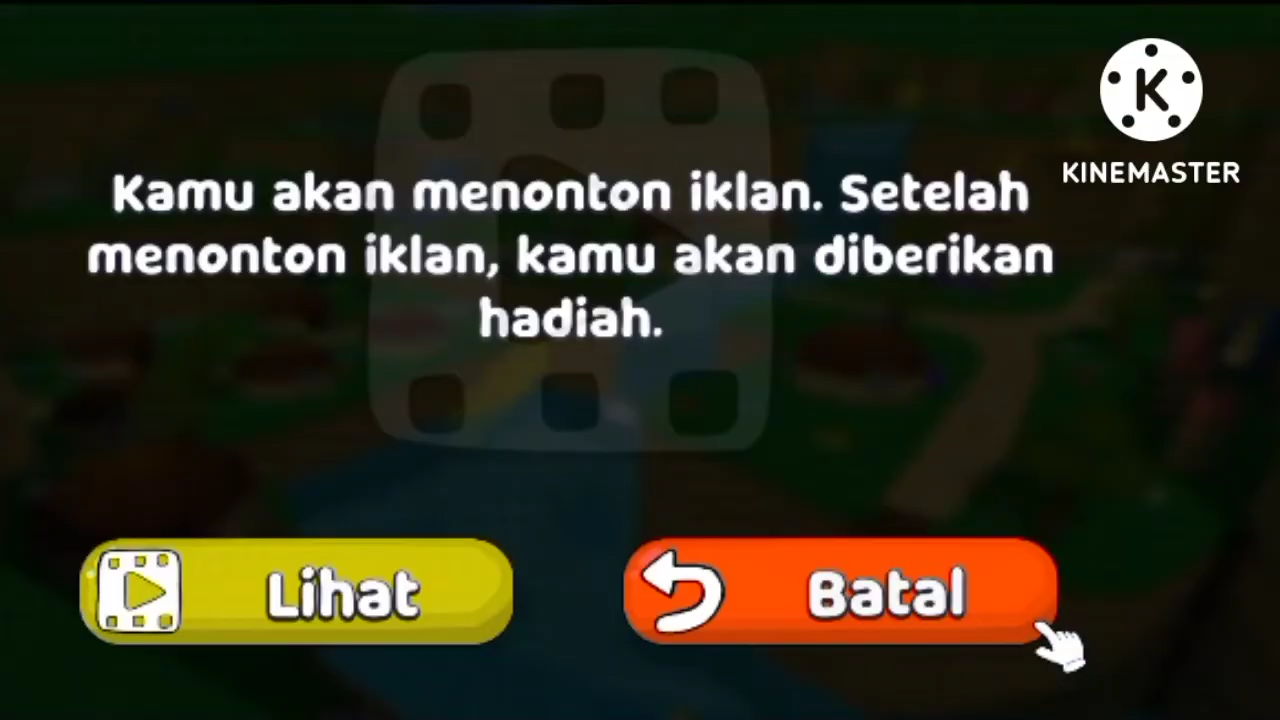 KINEMASTER
Kamu akan menonton iklan. Setelah
menonton iklan, kamu akan diberikan
hadiah.
Lihat
Batal